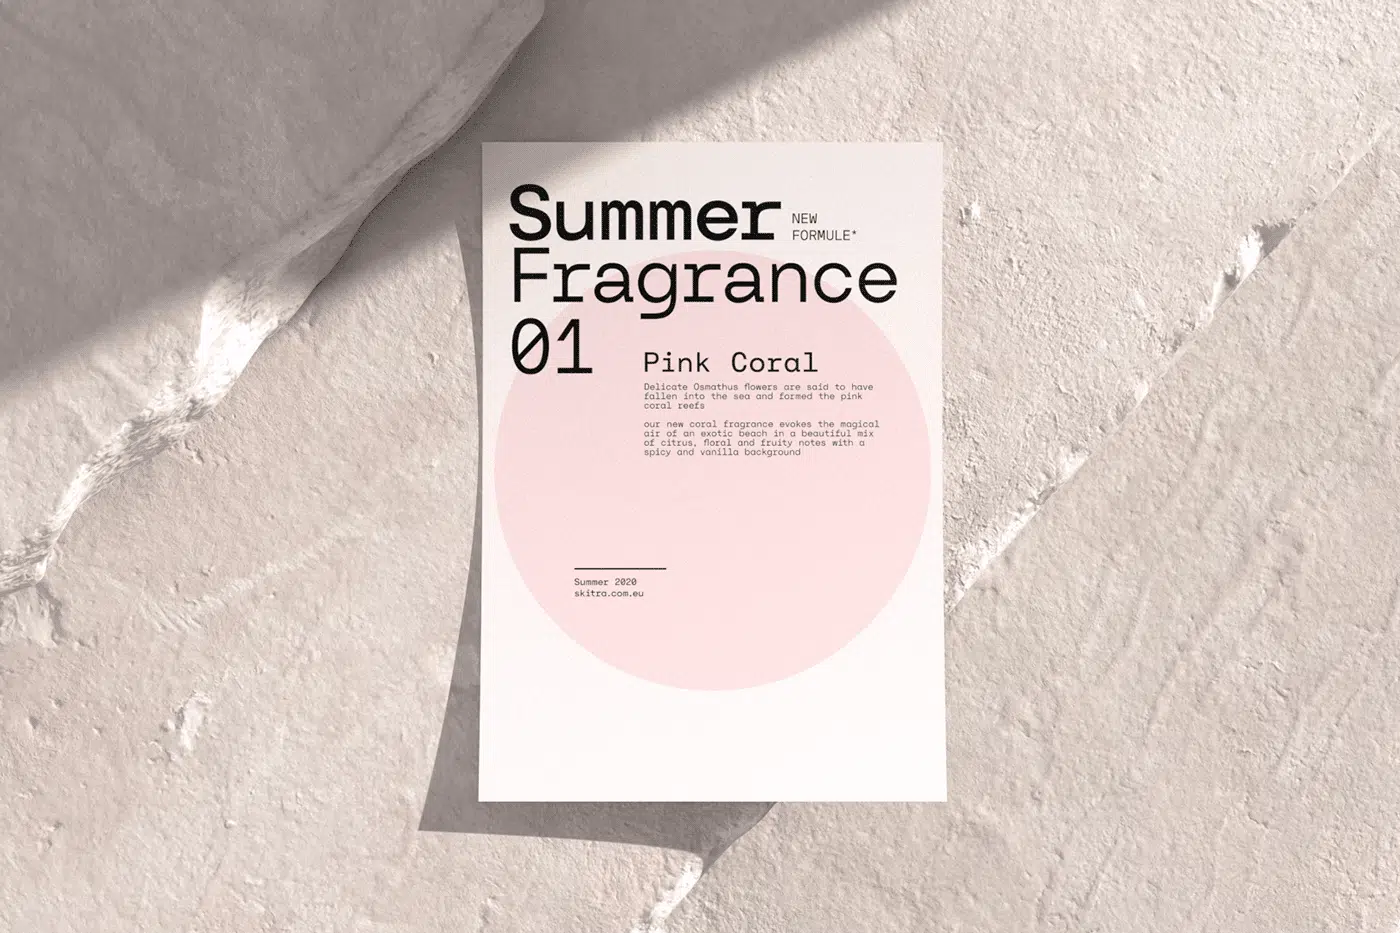 Summer
NEW
FORMULE*
Fragrance
01
Pink Coral
Delicate Osmathus flowers are said to have
fallen into the sea and formed the pink
coral reefs
our new coral fragrance evokes the magical
air of an exotic beach in a beautiful mix
of citrus, floral and fruity notes with a
spicy and vanilla background
Summer 2020
skitra.com.eu